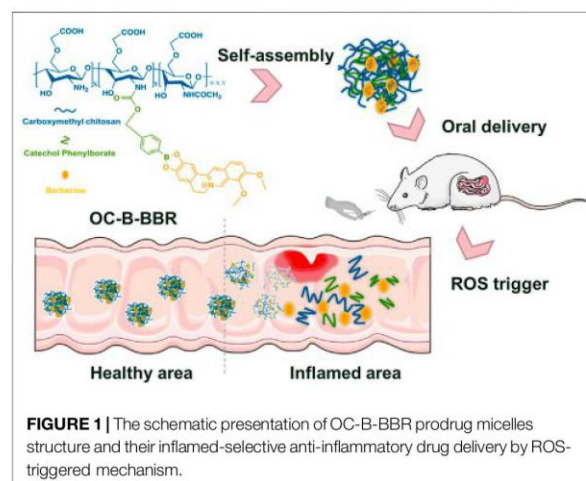 COOH
COOH
COOH
Self-assembly
HO
NH₂
HO
NH
HO
NHCOCH₃
Carboxymethyl chitosan
Catechol Phenylborate
Berberine
OC-B-BBR
Oral delivery
ROS trigger
Healthy area
Inflamed area
FIGURE 1 | The schematic presentation of OC-B-BBR prodrug micelles
structure and their inflamed-selective anti-inflammatory drug delivery by ROS-
triggered mechanism.